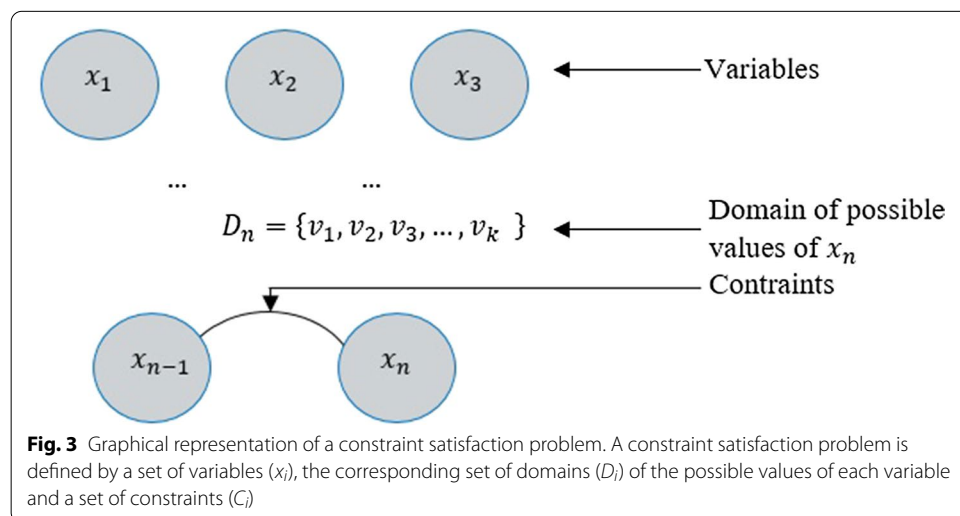 x₁ x₂ x₃ Variables
... ...
Dₙ = {v₁, v₂, v₃, ..., vₖ }
Domain of possible
values of xₙ
Contraints
xₙ₋₁ xₙ
Fig. 3 Graphical representation of a constraint satisfaction problem. A constraint satisfaction problem is
defined by a set of variables (xᵢ), the corresponding set of domains (Dᵢ) of the possible values of each variable
and a set of constraints (Cᵢ)